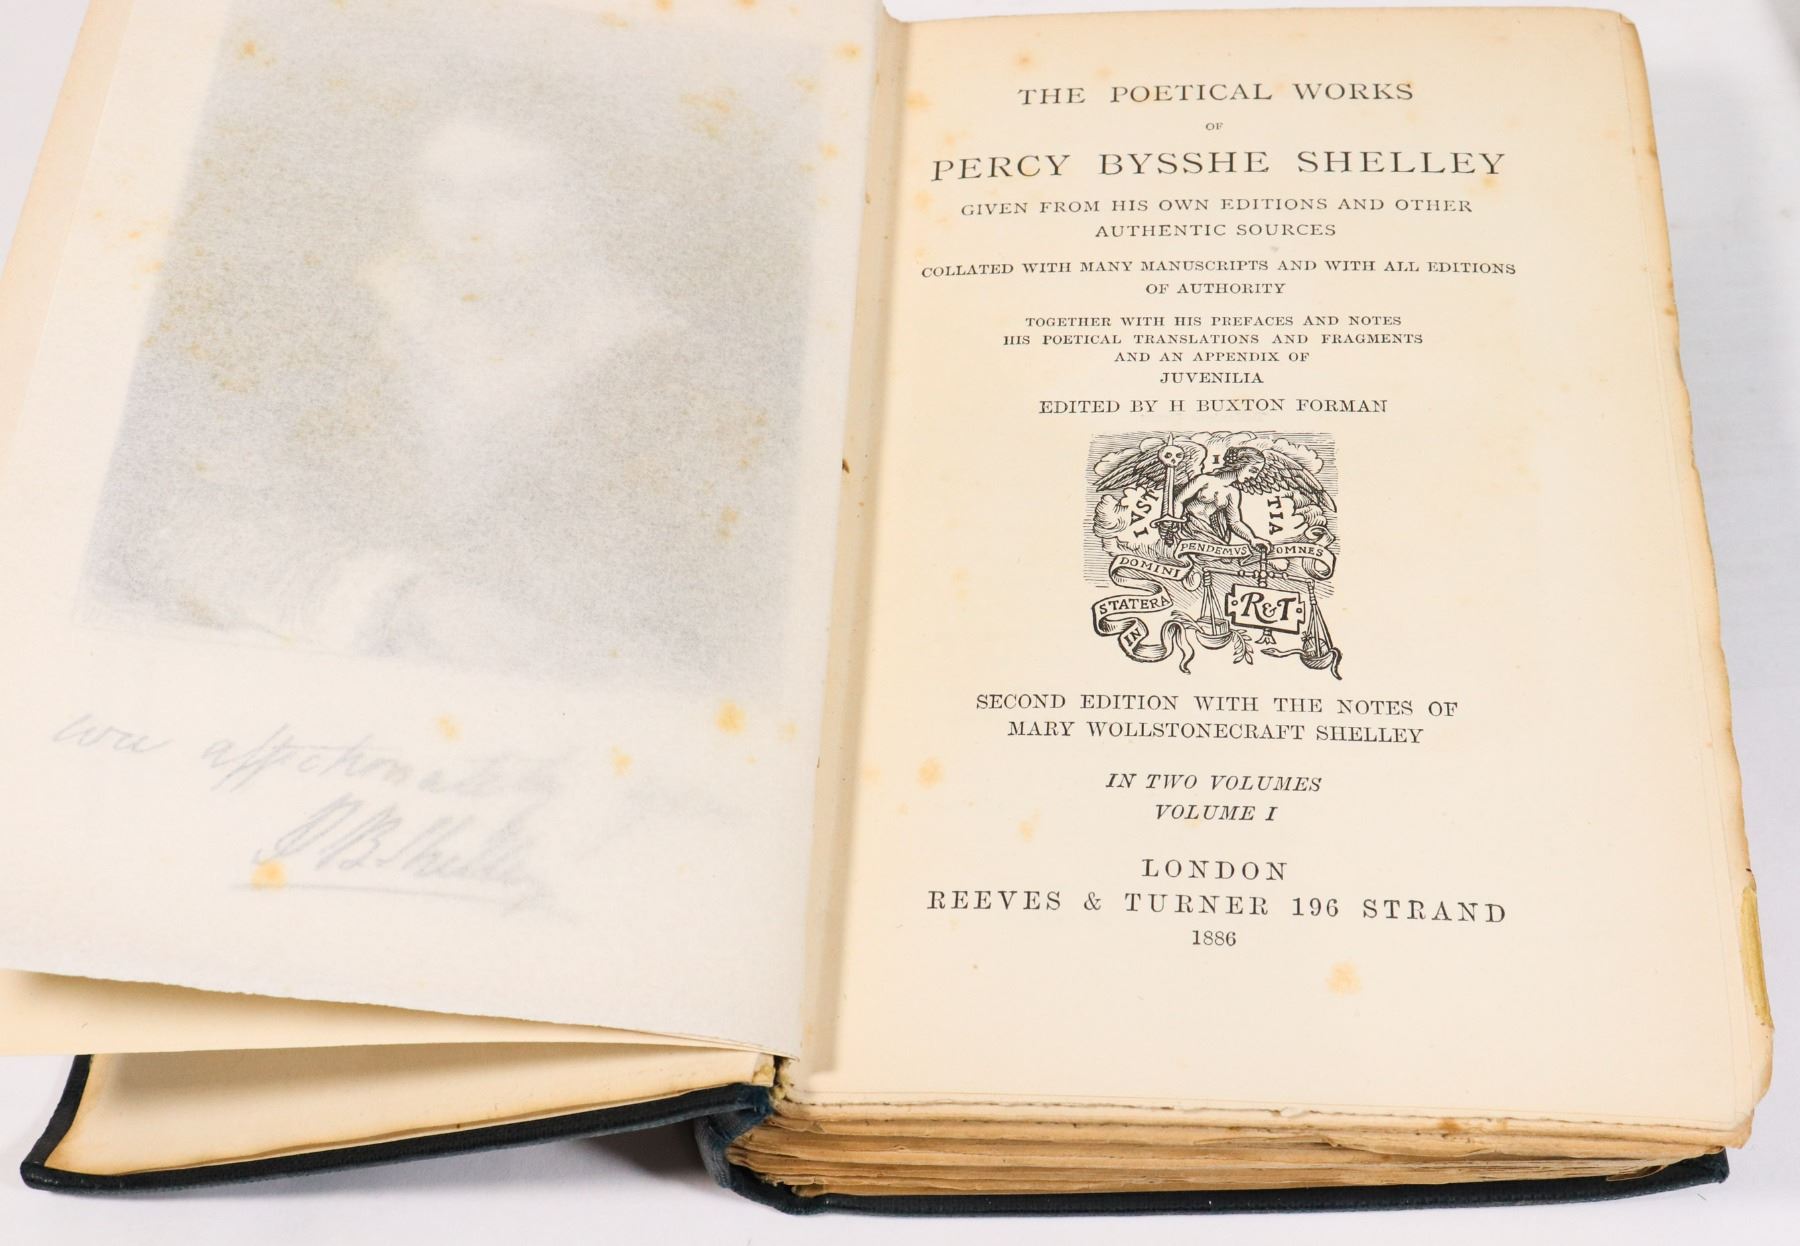 affectionately
PBShelley
THE POETICAL WORKS
OF
PERCY BYSSHE SHELLEY
GIVEN FROM HIS OWN EDITIONS AND OTHER
AUTHENTIC SOURCES
COLLATED WITH MANY MANUSCRIPTS AND WITH ALL EDITIONS
OF AUTHORITY
TOGETHER WITH HIS PREFACES AND NOTES
HIS POETICAL TRANSLATIONS AND FRAGMENTS
AND AN APPENDIX OF
JUVENILIA
EDITED BY H BUXTON FORMAN
IVST I TIA
PENDEMVS OMNES
DOMINI
STATERA
IN
R&T
SECOND EDITION WITH THE NOTES OF
MARY WOLLSTONECRAFT SHELLEY
IN TWO VOLUMES
VOLUME I
LONDON
REEVES & TURNER 196 STRAND
1886